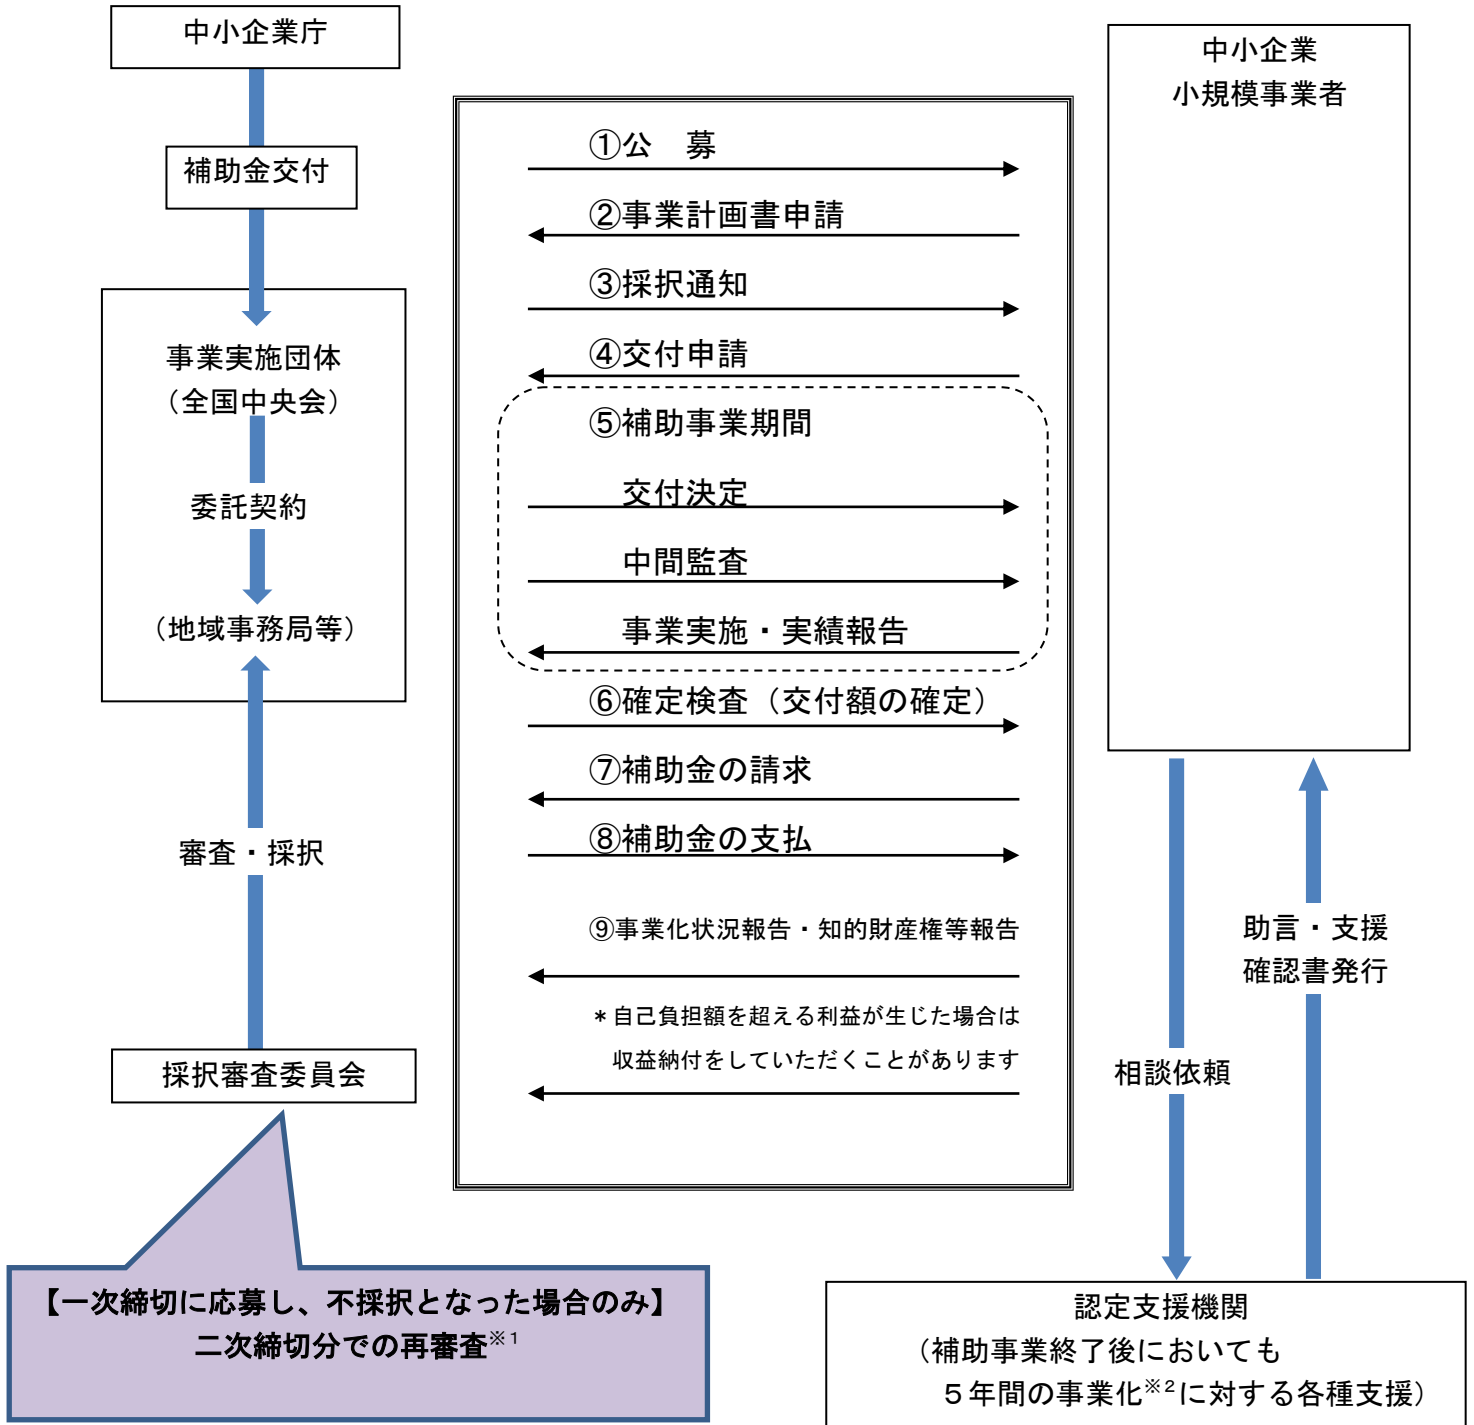 中小企業庁
補助金交付
事業実施団体
（全国中央会）
委託契約
（地域事務局等）
審査・採択
採択審査委員会
【一次締切に応募し、不採択となった場合のみ】
二次締切分での再審査※1
①公　募
②事業計画書申請
③採択通知
④交付申請
⑤補助事業期間
交付決定
中間監査
事業実施・実績報告
⑥確定検査（交付額の確定）
⑦補助金の請求
⑧補助金の支払
⑨事業化状況報告・知的財産権等報告
＊自己負担額を超える利益が生じた場合は
収益納付をしていただくことがあります
中小企業
小規模事業者
助言・支援
確認書発行
相談依頼
認定支援機関
（補助事業終了後においても
５年間の事業化※2に対する各種支援）